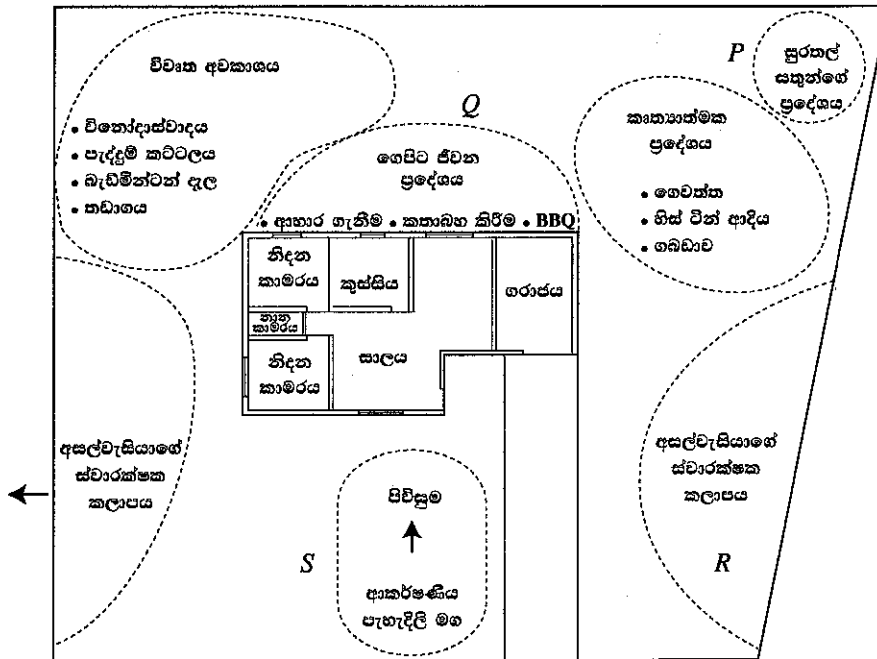 විවෘත අවකාශය
• විනෝදාස්වාදය
• පැද්දුම් කට්ටලය
• බැඩ්මින්ටන් දැල
• තඩාගය
Q
ගෙපිට ජීවන
ප්‍රදේශය
• ආහාර ගැනීම • කතාබහ කිරීම • BBQ
P
සුරතල්
සතුන්ගේ
ප්‍රදේශය
කෘත්‍යාත්මක
ප්‍රදේශය
• ගෙවත්ත
• හිස් ටින් ආදිය
• ගබඩාව
නිදන
කාමරය
කුස්සිය
ගරාජය
නාන
කාමරය
නිදන
කාමරය
සාලය
අසල්වැසියාගේ
ස්වාරක්ෂක
කලාපය
S
පිවිසුම
ආකර්ෂණීය
පැහැදිලි මග
අසල්වැසියාගේ
ස්වාරක්ෂක
කලාපය
R